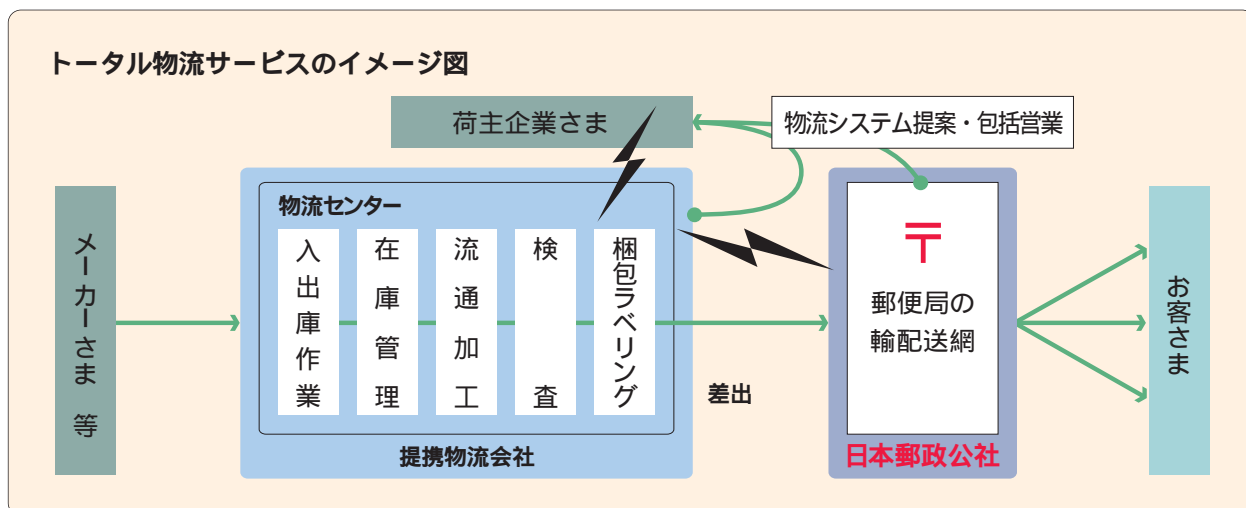 トータル物流サービスのイメージ図
荷主企業さま
物流システム提案・包括営業
メーカーさま 等
物流センター
入出庫作業
在庫管理
流通加工
検査
梱包ラベリング
提携物流会社
差出
〒
郵便局の
輸配送網
日本郵政公社
お客さま